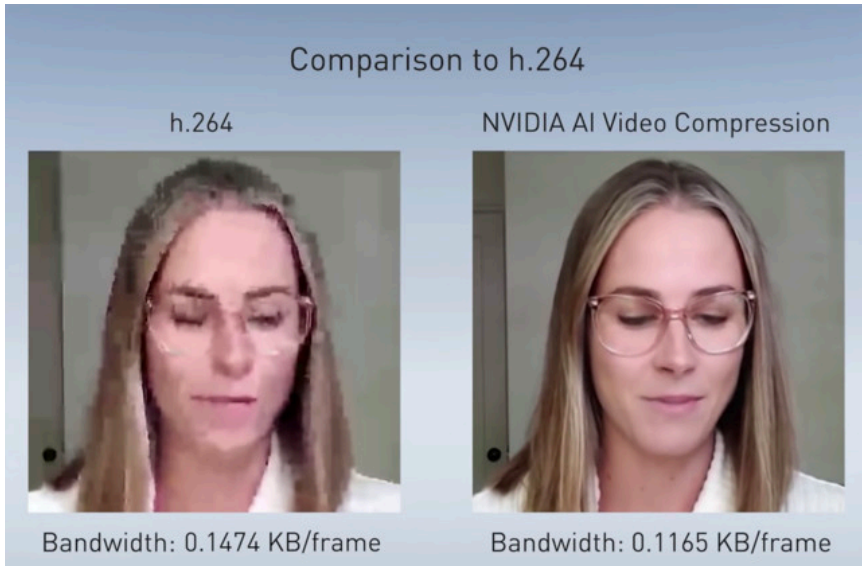 Comparison to h.264
h.264
NVIDIA AI Video Compression
Bandwidth: 0.1474 KB/frame
Bandwidth: 0.1165 KB/frame